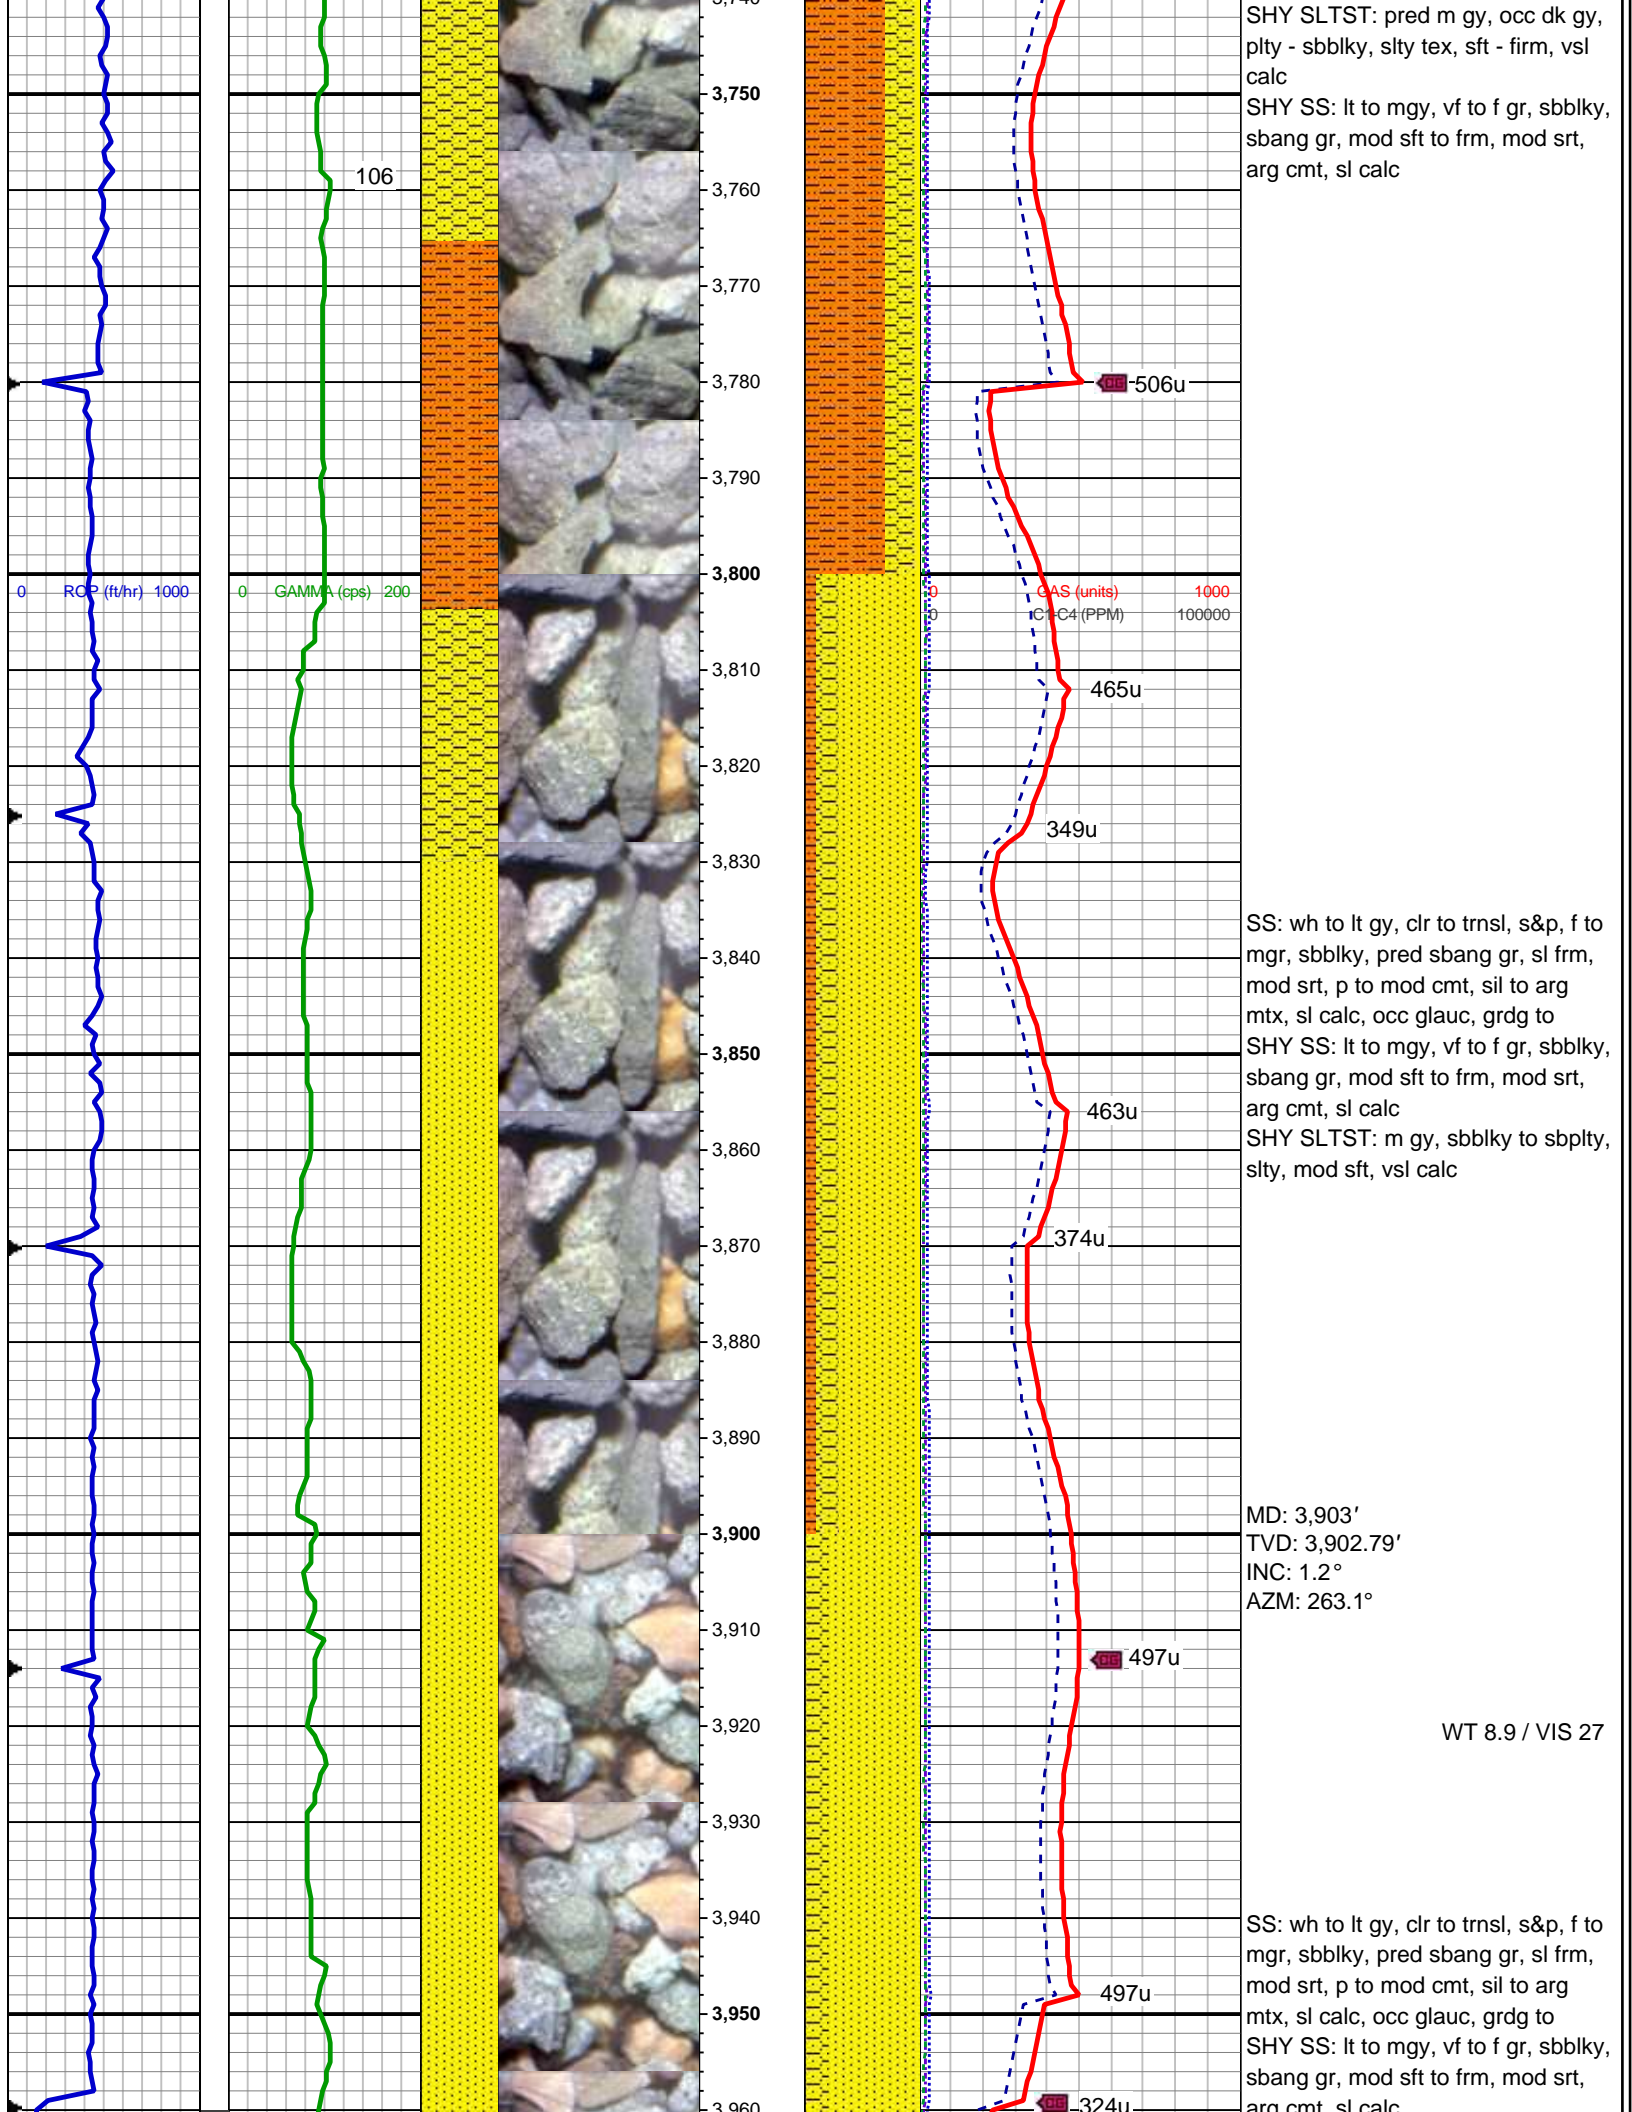 SHY SLTST: pred m gy, occ dk gy,
plty - sbblky, slty tex, sft - firm, vsl
calc
3,750
SHY SS: lt to mgy, vf to f gr, sbblky,
sbang gr, mod sft to frm, mod srt,
arg cmt, sl calc
106
3,760
3,770
3,780
CG 506u
3,790
3,800
0 ROP (ft/hr) 1000
0 GAMMA (cps) 200
0 GAS (units) 1000
0 C1-C4 (PPM) 100000
3,810
465u
3,820
349u
3,830
SS: wh to lt gy, clr to trnsl, s&p, f to
mgr, sbblky, pred sbang gr, sl frm,
mod srt, p to mod cmt, sil to arg
mtx, sl calc, occ glauc, grdg to
SHY SS: lt to mgy, vf to f gr, sbblky,
sbang gr, mod sft to frm, mod srt,
arg cmt, sl calc
SHY SLTST: m gy, sbblky to sbplty,
slty, mod sft, vsl calc
3,840
3,850
463u
3,860
374u
3,870
3,880
3,890
3,900
MD: 3,903′
TVD: 3,902.79′
INC: 1.2°
AZM: 263.1°
3,910
CG 497u
3,920
WT 8.9 / VIS 27
3,930
3,940
SS: wh to lt gy, clr to trnsl, s&p, f to
mgr, sbblky, pred sbang gr, sl frm,
mod srt, p to mod cmt, sil to arg
mtx, sl calc, occ glauc, grdg to
SHY SS: lt to mgy, vf to f gr, sbblky,
sbang gr, mod sft to frm, mod srt,
arg cmt, sl calc
497u
3,950
3,960
CG 324u